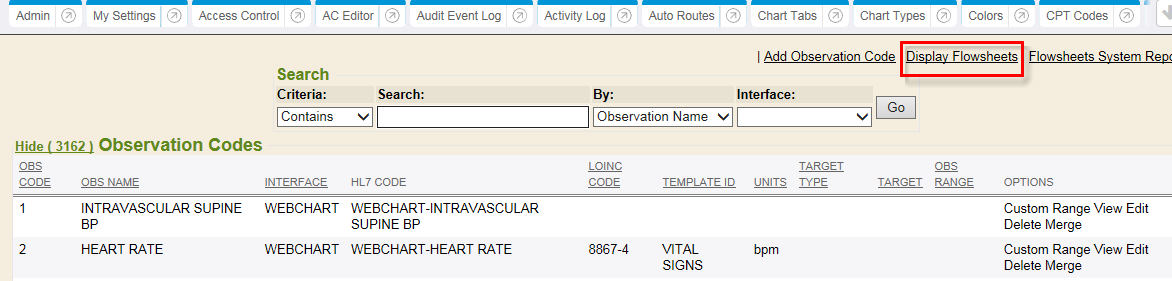 Admin My Settings Access Control AC Editor Audit Event Log Activity Log Auto Routes Chart Tabs Chart Types Colors CPT Codes
| Add Observation Code Display Flowsheets Flowsheets System Repo
Search
Criteria: Search: By: Interface:
Contains Observation Name Go
Hide ( 3162 ) Observation Codes
OBS CODE OBS NAME INTERFACE HL7 CODE LOINC CODE TEMPLATE ID UNITS TARGET TYPE TARGET OBS RANGE OPTIONS
1 INTRAVASCULAR SUPINE WEBCHART WEBCHART-INTRAVASCULAR Custom Range View Edit
BP SUPINE BP Delete Merge
2 HEART RATE WEBCHART WEBCHART-HEART RATE 8867-4 VITAL bpm Custom Range View Edit
SIGNS Delete Merge